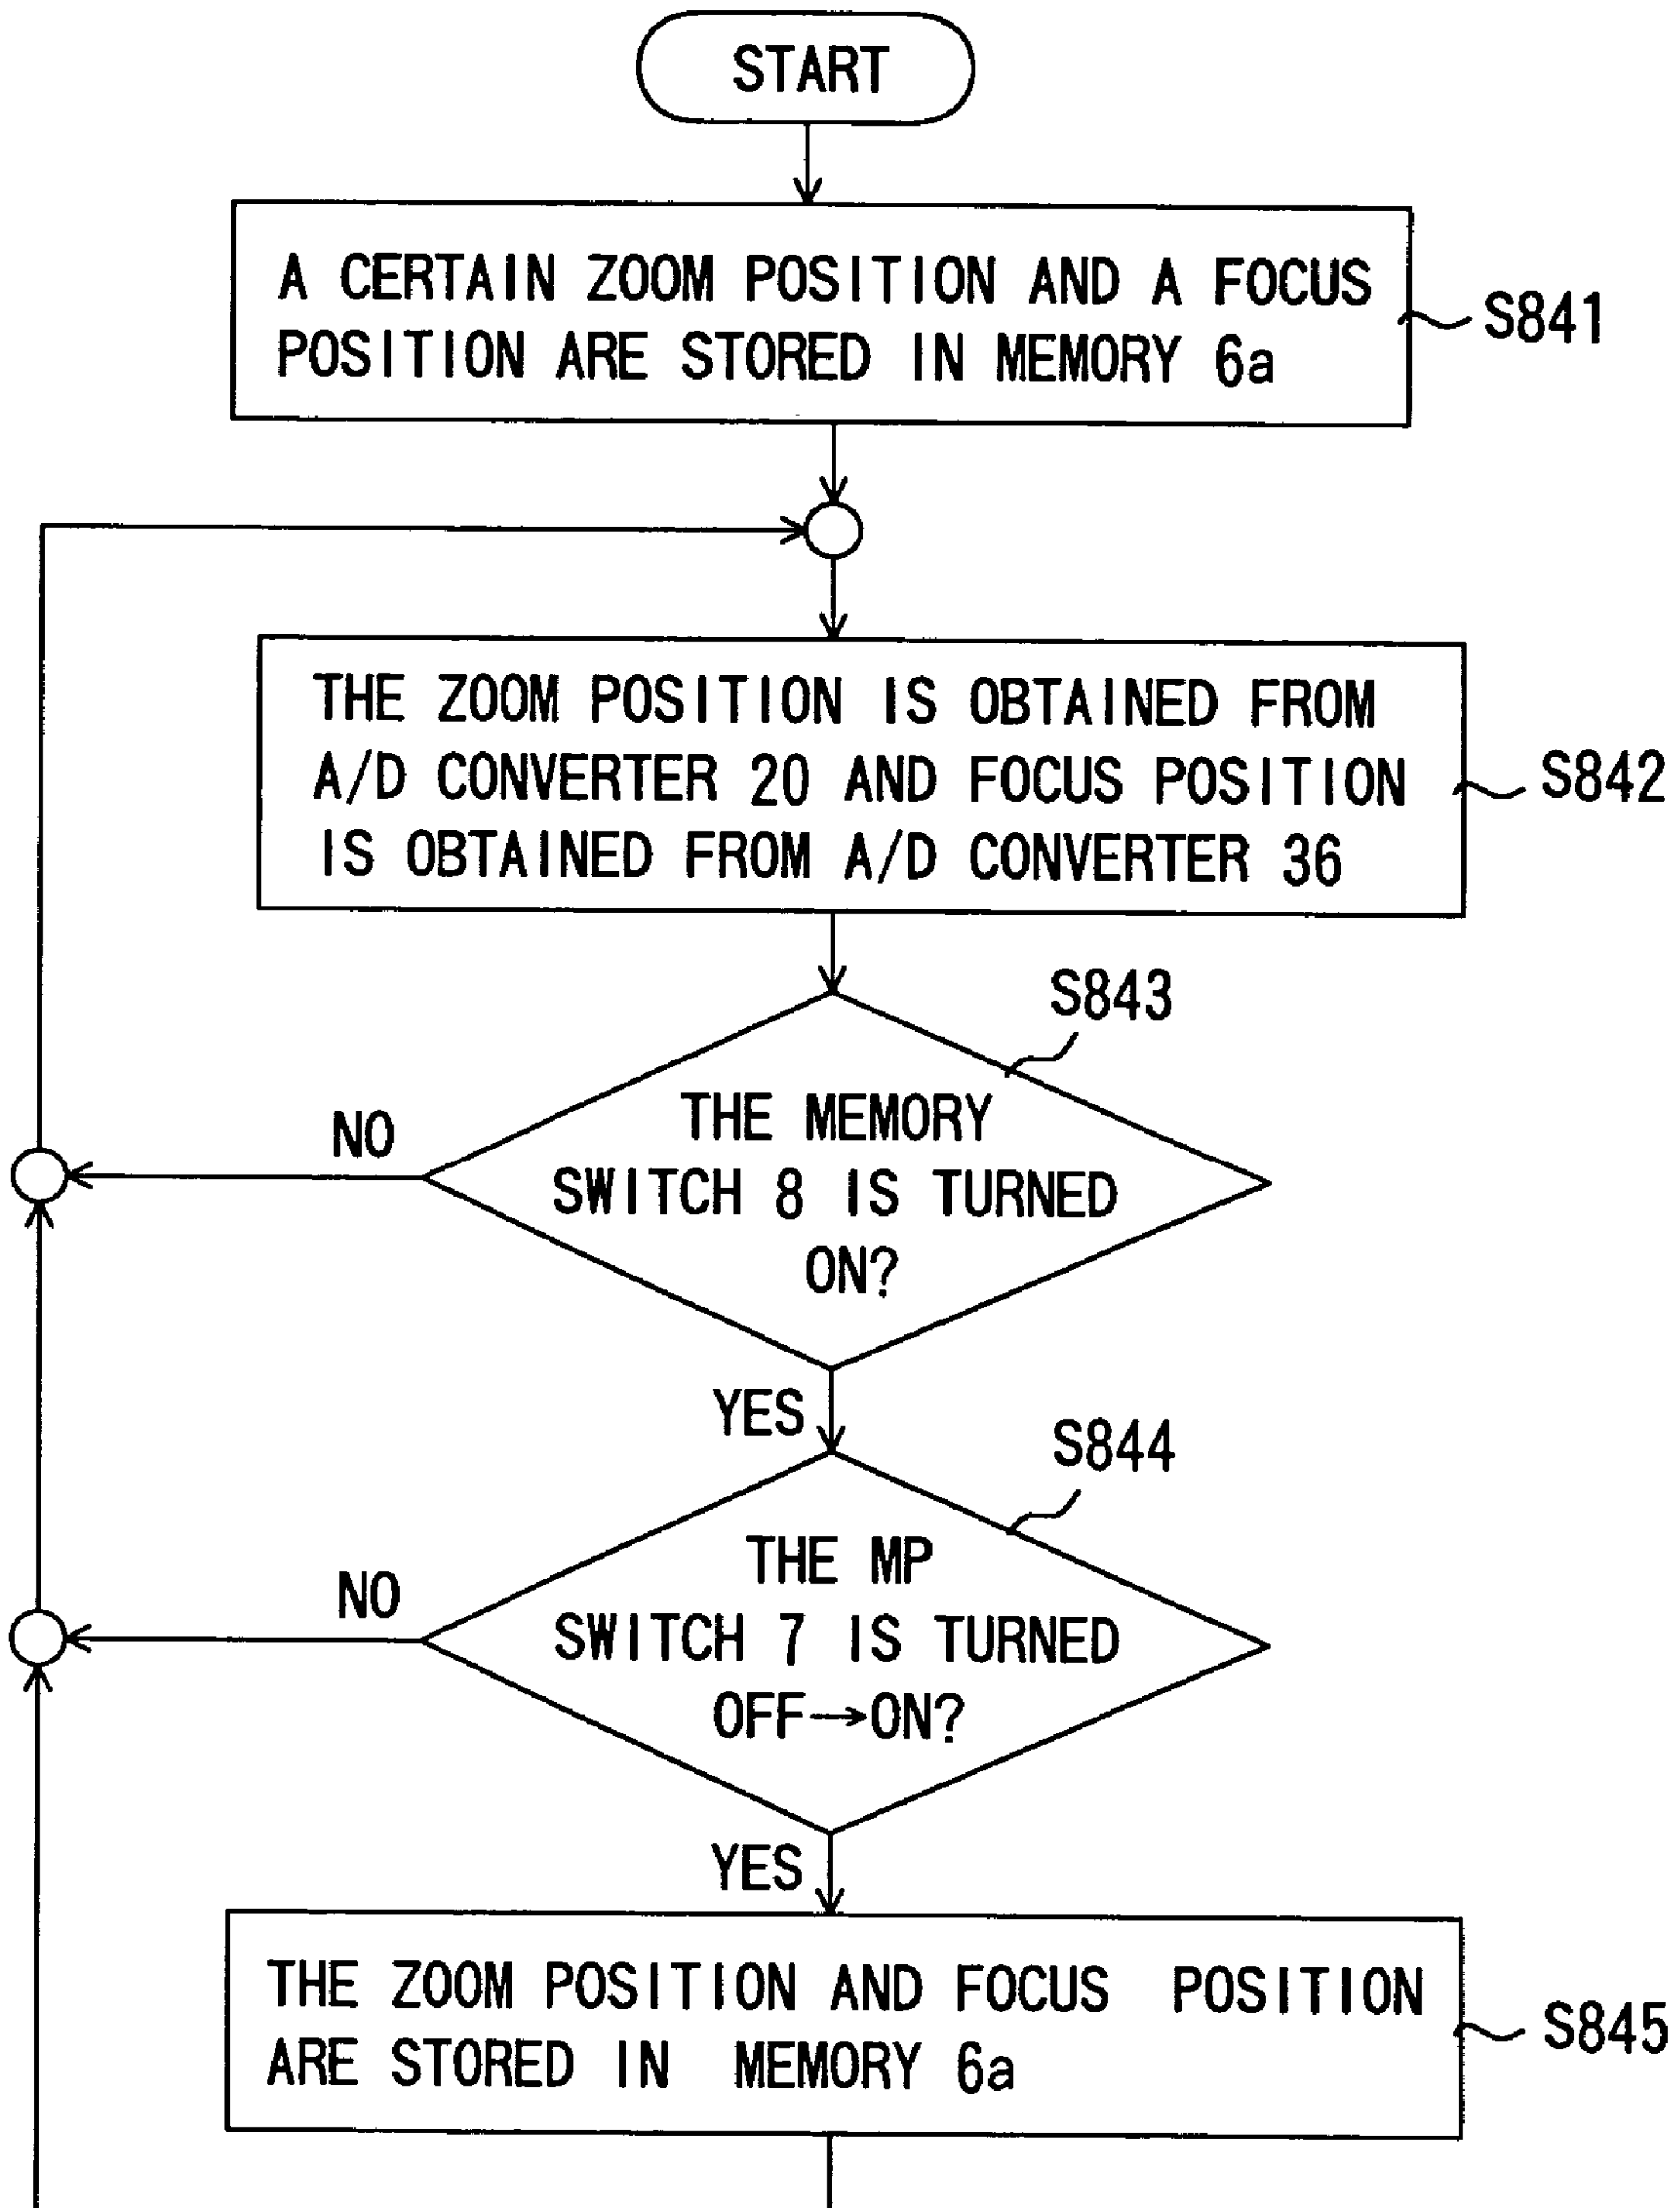 START
A CERTAIN ZOOM POSITION AND A FOCUS
POSITION ARE STORED IN MEMORY 6a
S841
THE ZOOM POSITION IS OBTAINED FROM
A/D CONVERTER 20 AND FOCUS POSITION
IS OBTAINED FROM A/D CONVERTER 36
S842
S843
THE MEMORY
SWITCH 8 IS TURNED
ON?
NO
YES
S844
THE MP
SWITCH 7 IS TURNED
OFF→ON?
NO
YES
THE ZOOM POSITION AND FOCUS POSITION
ARE STORED IN MEMORY 6a
S845